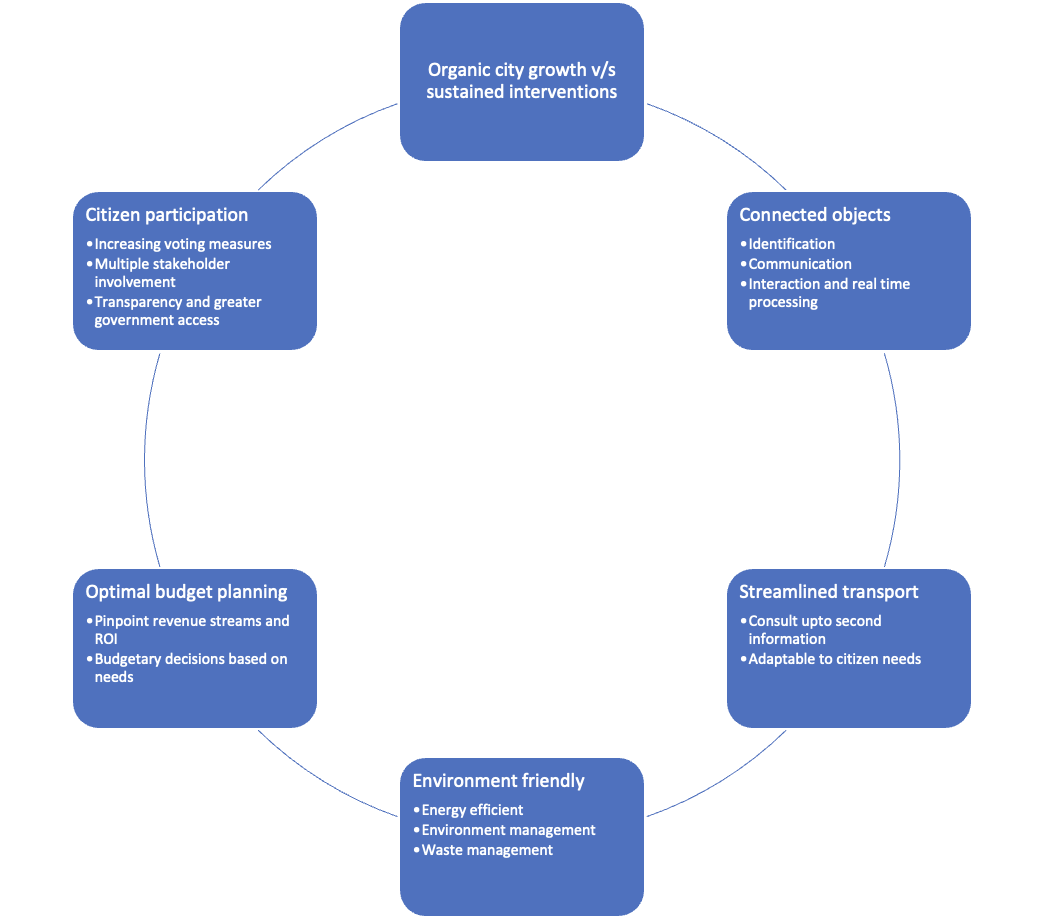 Organic city growth v/s
sustained interventions
Connected objects
•Identification
•Communication
•Interaction and real time
processing
Streamlined transport
•Consult upto second
information
•Adaptable to citizen needs
Environment friendly
•Energy efficient
•Environment management
•Waste management
Optimal budget planning
•Pinpoint revenue streams and
ROI
•Budgetary decisions based on
needs
Citizen participation
•Increasing voting measures
•Multiple stakeholder
involvement
•Transparency and greater
government access